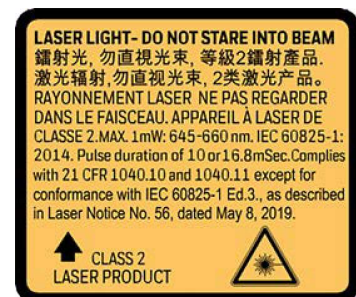 LASER LIGHT- DO NOT STARE INTO BEAM
鐳射光, 勿直視光束, 等級2鐳射產品.
激光辐射,勿直视光束, 2类激光产品。
RAYONNEMENT LASER NE PAS REGARDER
DANS LE FAISCEAU. APPAREIL À LASER DE
CLASSE 2.MAX. 1mW: 645-660 nm. IEC 60825-1:
2014. Pulse duration of 10 or 16.8mSec.Complies
with 21 CFR 1040.10 and 1040.11 except for
conformance with IEC 60825-1 Ed.3., as described
in Laser Notice No. 56, dated May 8, 2019.
CLASS 2
LASER PRODUCT